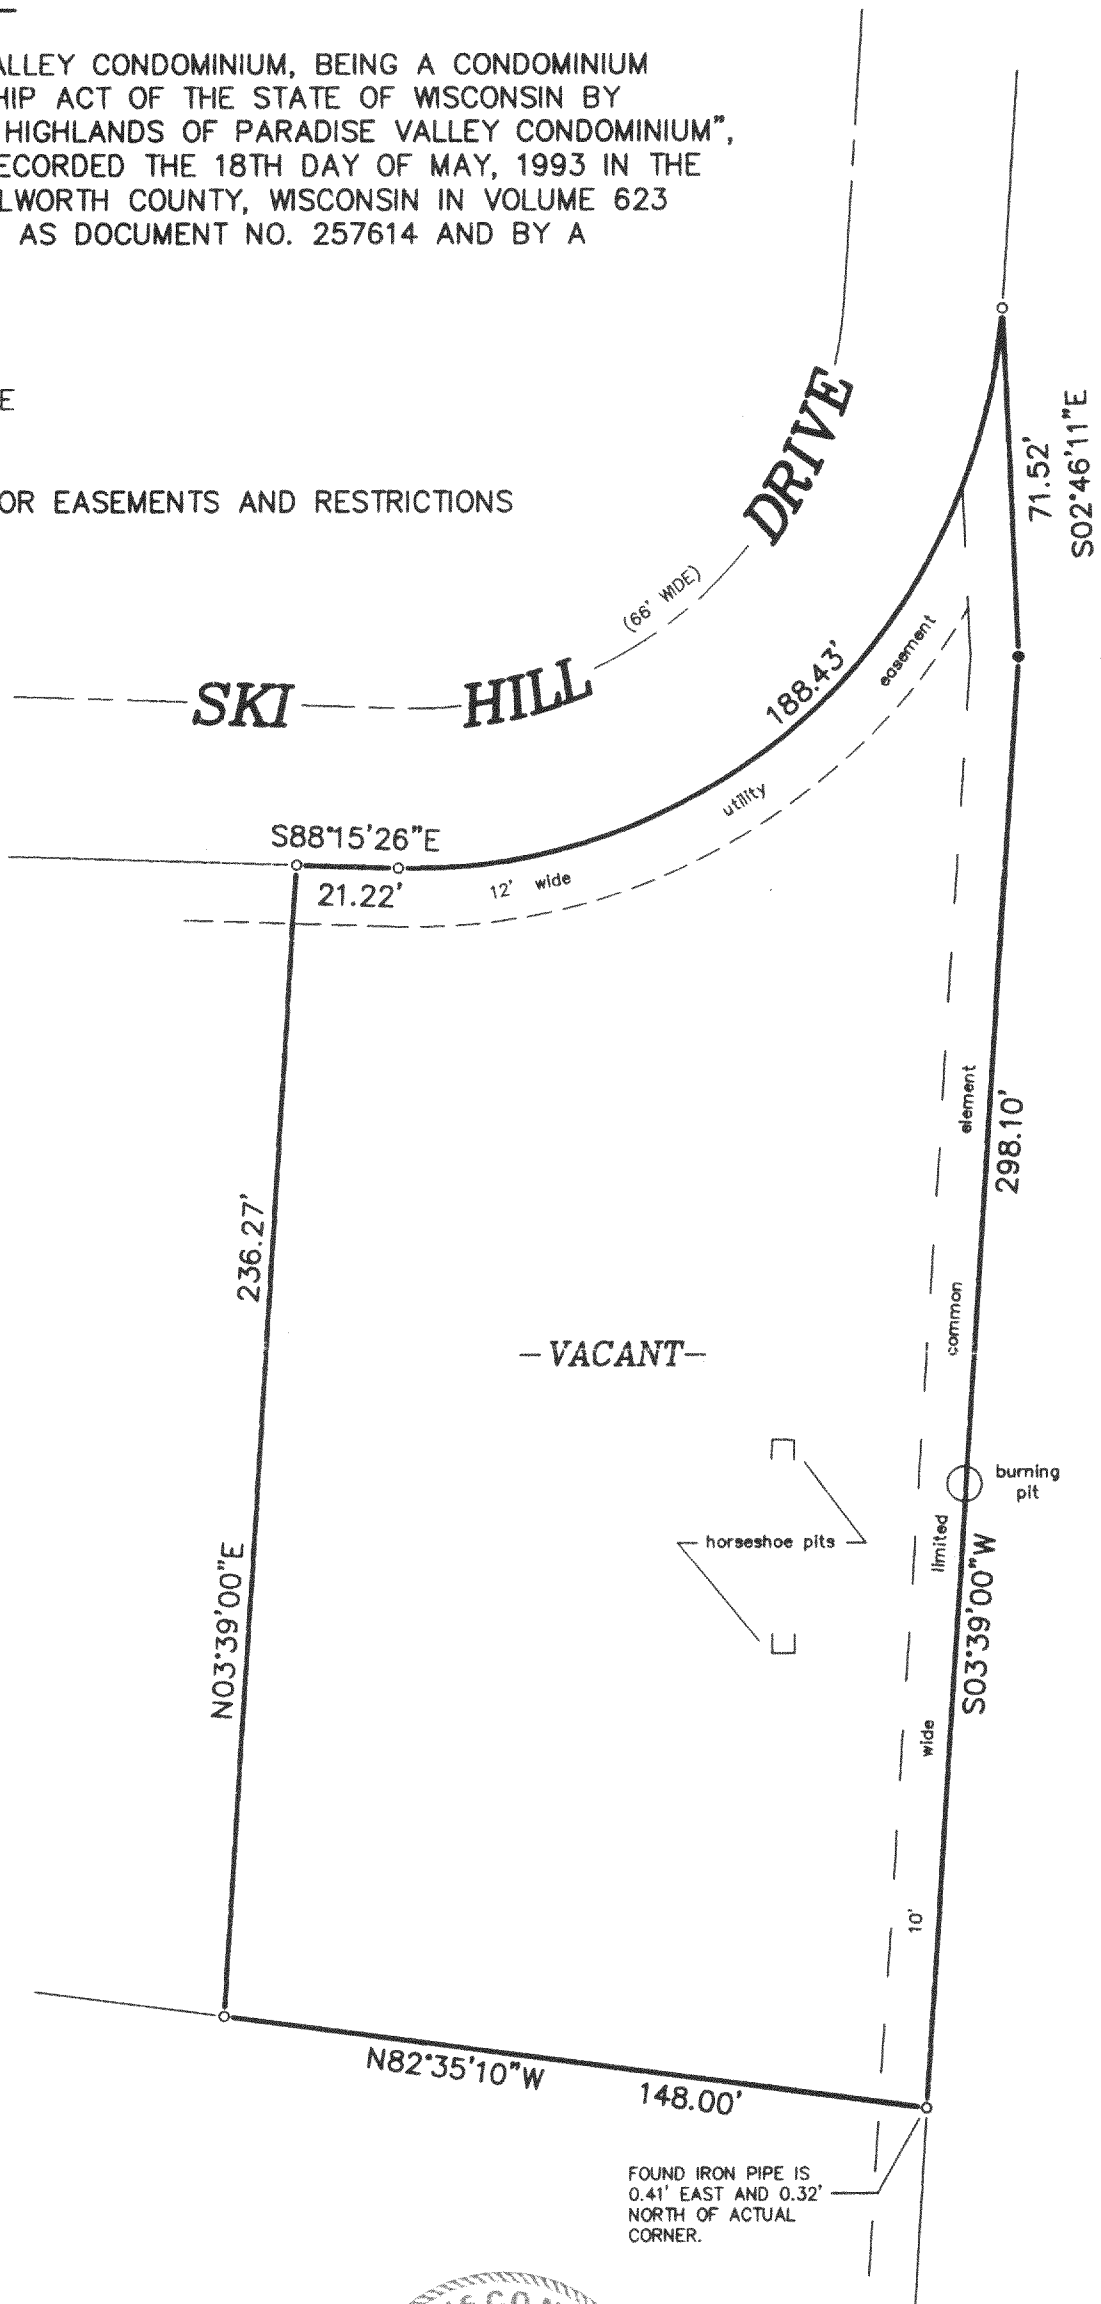 ALLEY CONDOMINIUM, BEING A CONDOMINIUM
HIP ACT OF THE STATE OF WISCONSIN BY
HIGHLANDS OF PARADISE VALLEY CONDOMINIUM",
ECORDED THE 18TH DAY OF MAY, 1993 IN THE
LWORTH COUNTY, WISCONSIN IN VOLUME 623
AS DOCUMENT NO. 257614 AND BY A
E
OR EASEMENTS AND RESTRICTIONS
SKI HILL DRIVE
(66' WIDE)
71.52'
S02°46'11"E
188.43'
S88°15'26"E
21.22'
12' wide utility easement
236.27'
N03°39'00"E
298.10'
S03°39'00"W
10' wide limited common element
-VACANT-
burning
pit
horseshoe pits
N82°35'10"W
148.00'
FOUND IRON PIPE IS
0.41' EAST AND 0.32'
NORTH OF ACTUAL
CORNER.